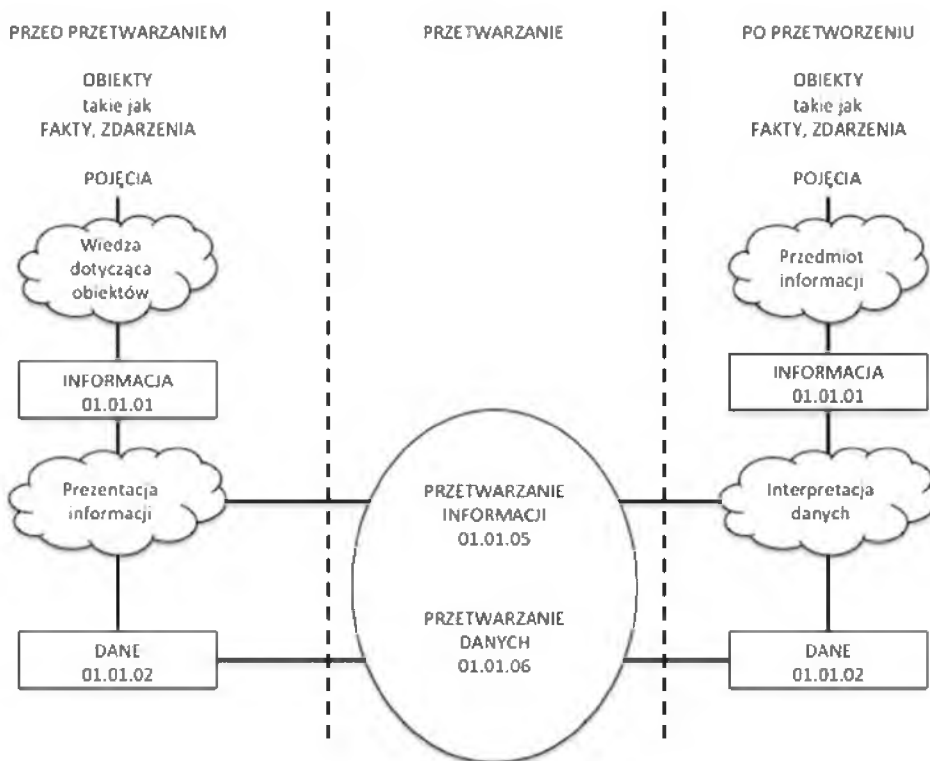 PRZED PRZETWARZANIEM
OBIEKTY
takie jak
FAKTY, ZDARZENIA
POJĘCIA
Wiedza
dotycząca
obiektów
INFORMACJA
01.01.01
Prezentacja
informacji
DANE
01.01.02
PRZETWARZANIE
PRZETWARZANIE
INFORMACJI
01.01.05
PRZETWARZANIE
DANYCH
01.01.06
PO PRZETWORZENIU
OBIEKTY
takie jak
FAKTY, ZDARZENIA
POJĘCIA
Przedmiot
informacji
INFORMACJA
01.01.01
Interpretacja
danych
DANE
01.01.02